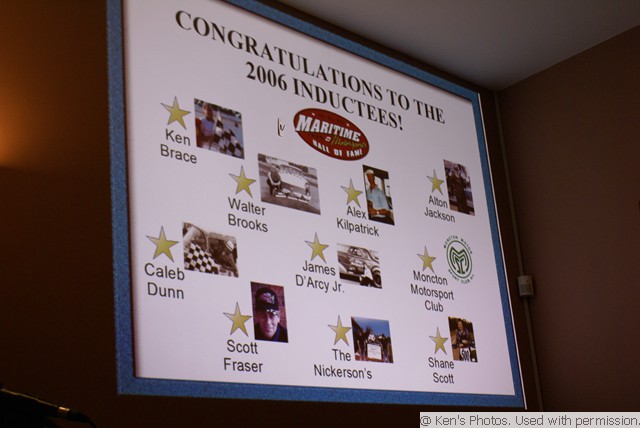 CONGRATULATIONS TO THE
2006 INDUCTEES!
MARITIME
Motorsports
HALL OF FAME
Ken
Brace
Walter
Brooks
Alex
Kilpatrick
Alton
Jackson
Caleb
Dunn
James
D'Arcy Jr.
Moncton
Motorsport
Club
Scott
Fraser
The
Nickerson's
Shane
Scott
@ Ken's Photos. Used with permission.